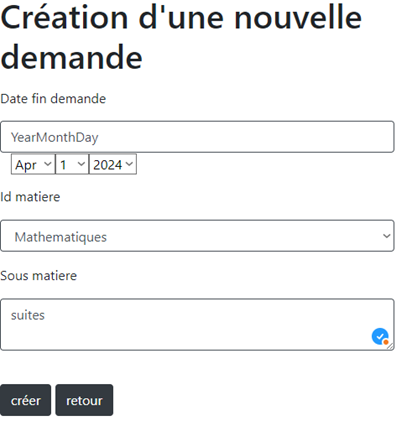 Création d'une nouvelle
demande
Date fin demande
YearMonthDay
Apr 1 2024
Id matiere
Mathematiques
Sous matiere
suites
créer retour